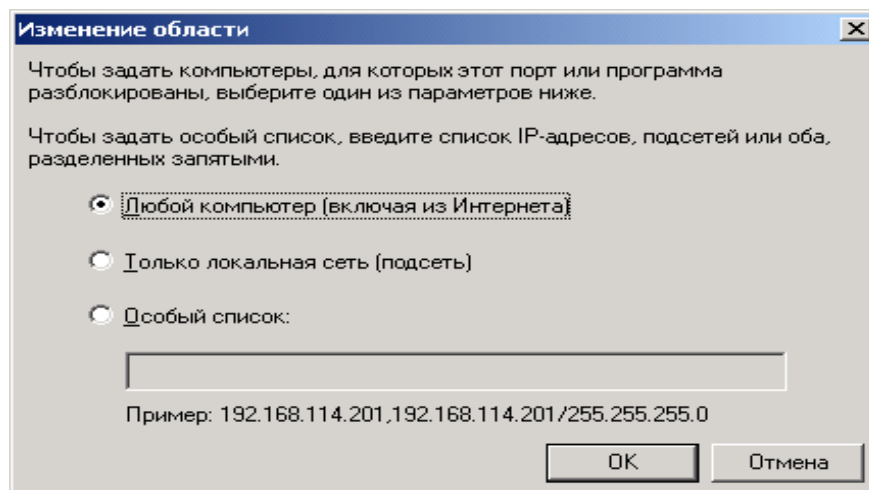 Изменение области
Чтобы задать компьютеры, для которых этот порт или программа
разблокированы, выберите один из параметров ниже.
Чтобы задать особый список, введите список IP-адресов, подсетей или оба,
разделенных запятыми.
Любой компьютер (включая из Интернета)
Только локальная сеть (подсеть)
Особый список:
Пример: 192.168.114.201,192.168.114.201/255.255.255.0
OK
Отмена